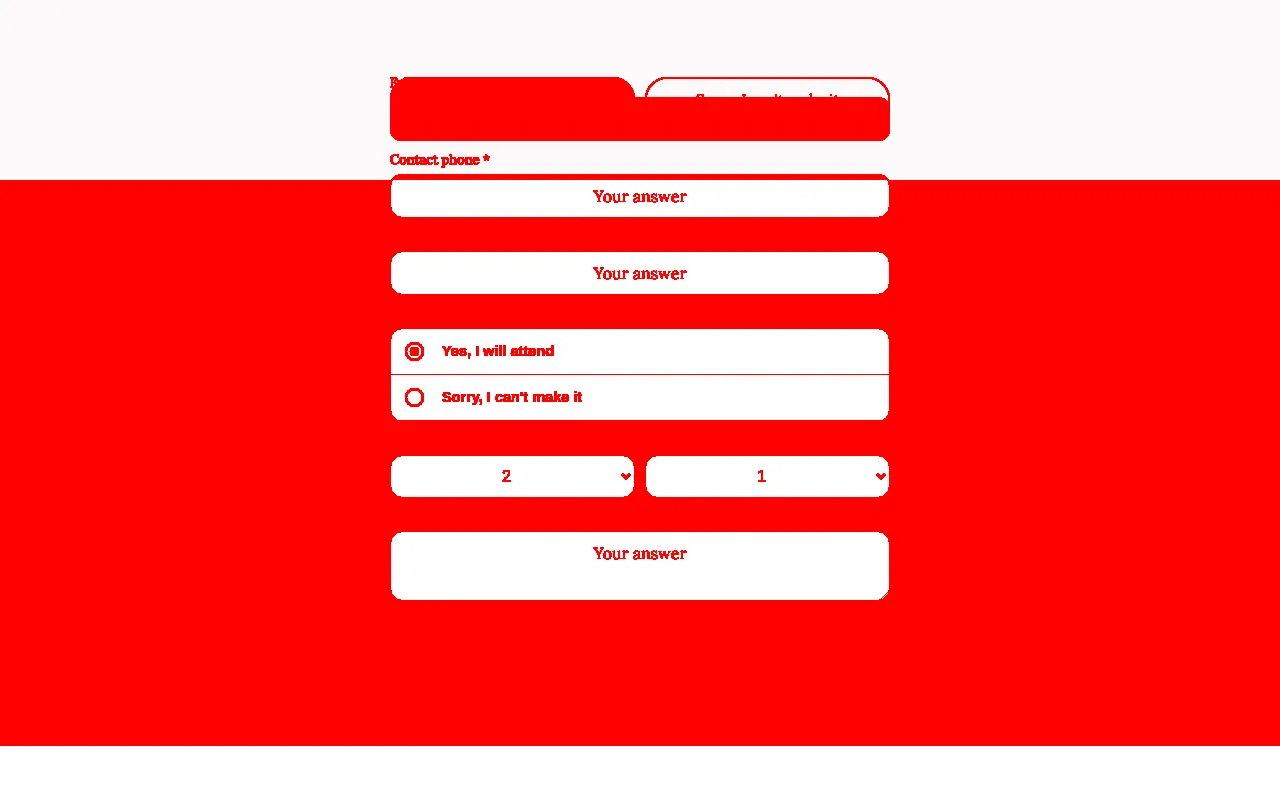 Contact phone *
Your answer
Your answer
Yes, I will attend
Sorry, I can't make it
2
1
Your answer